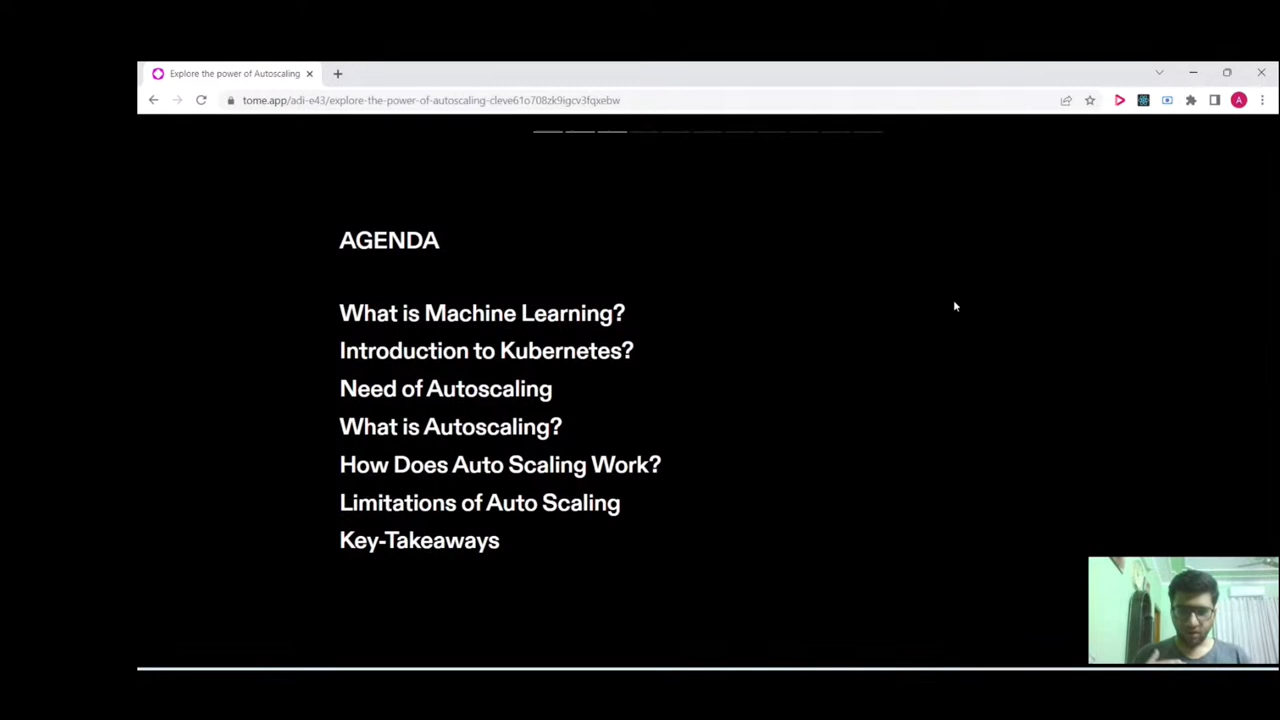 Explore the power of Autoscaling
tome.app/adi-e43/explore-the-power-of-autoscaling-cleve61o708zk9igcv3fqxebw
A
AGENDA
What is Machine Learning?
Introduction to Kubernetes?
Need of Autoscaling
What is Autoscaling?
How Does Auto Scaling Work?
Limitations of Auto Scaling
Key-Takeaways